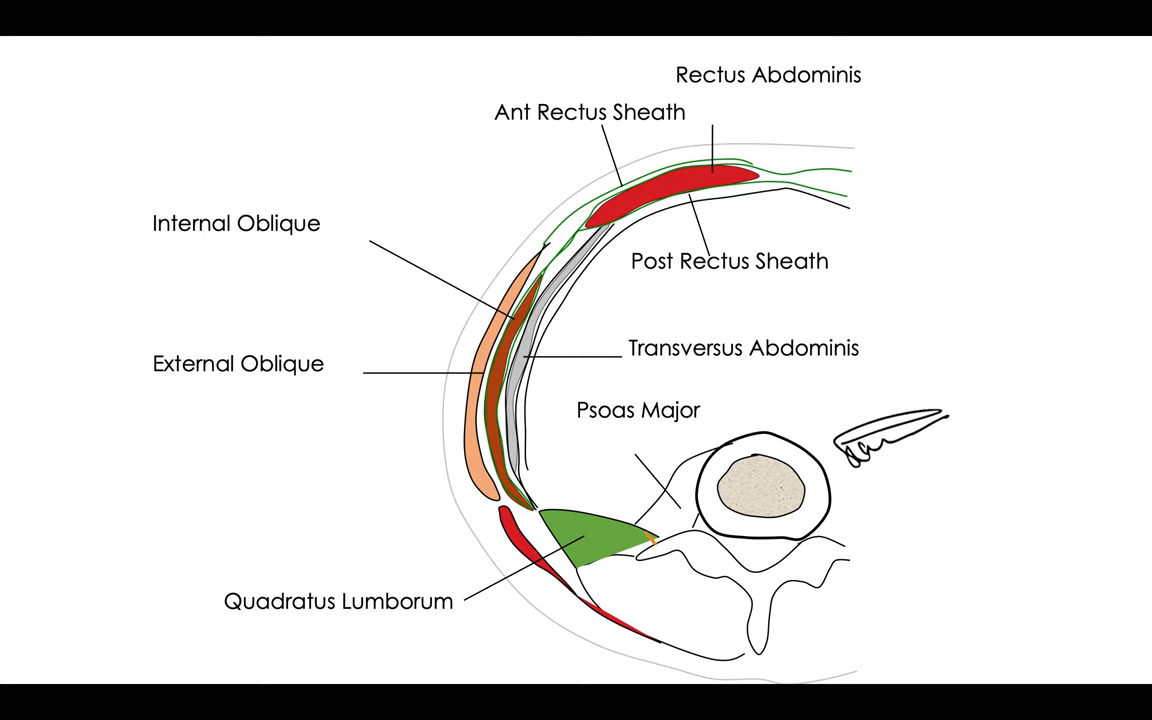 Rectus Abdominis
Ant Rectus Sheath
Internal Oblique
Post Rectus Sheath
Transversus Abdominis
External Oblique
Psoas Major
Quadratus Lumborum